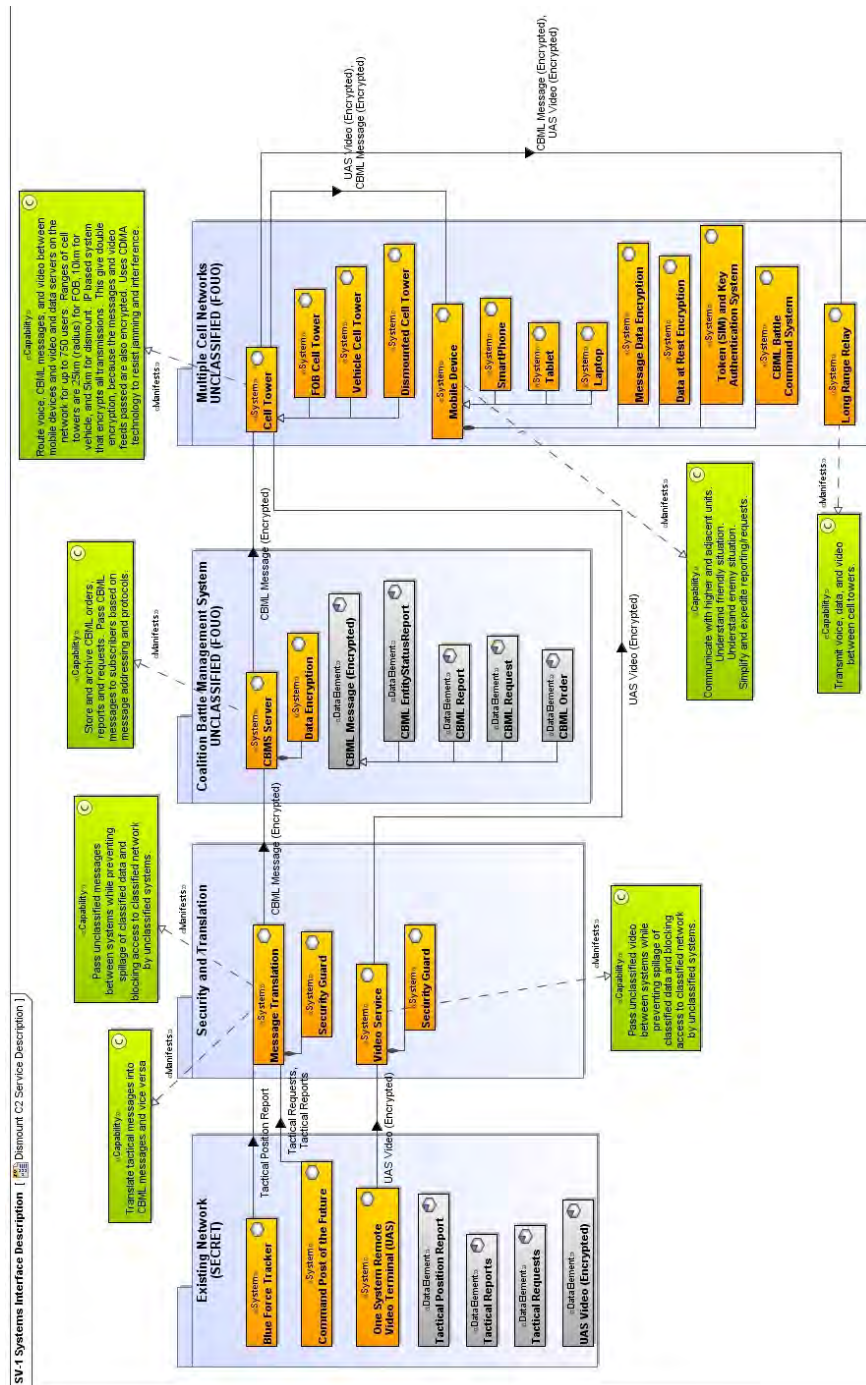 SV-1 Systems Interface Description [ Dismount C2 Service Description ]
«Capability»
Translate tactical messages into
CBML messages and vice versa
«Manifests»
«Capability»
Pass unclassified messages
between systems while preventing
spillage of classified data and
blocking access to classified network
by unclassified systems.
«Manifests»
«Capability»
Store and archive CBML orders,
reports and requests. Pass CBML
messages to subscribers based on
message addressing and protocols.
«Manifests»
«Capability»
Route voice, CBML messages, and video between
mobile devices and video and data servers on the
network for up to 750 users. Ranges of cell
towers are 25km (radius) for FOB, 10km for
vehicle, and 5km for dismount. IP based system
that encrypts all transmissions. This give double
encryption, because the messages and video
feeds passed are also encrypted. Uses CDMA
technology to resist jamming and interference.
«Manifests»
Existing Network
(SECRET)
«System»
Blue Force Tracker
«System»
Command Post of the Future
«System»
One System Remote
Video Terminal (UAS)
«DataElement»
Tactical Position Report
«DataElement»
Tactical Reports
«DataElement»
Tactical Requests
«DataElement»
UAS Video (Encrypted)
Tactical Position Report
Tactical Requests,
Tactical Reports
UAS Video (Encrypted)
Security and Translation
«System»
Message Translation
«System»
Security Guard
«System»
Video Service
«System»
Security Guard
«Manifests»
«Capability»
Pass unclassified video
between systems while
preventing spillage of
classified data and blocking
access to classified network
by unclassified systems.
CBML Message (Encrypted)
Coalition Battle Management System
UNCLASSIFIED (FOUO)
«System»
CBMS Server
«System»
Data Encryption
«DataElement»
CBML Message (Encrypted)
«DataElement»
CBML EntityStatusReport
«DataElement»
CBML Report
«DataElement»
CBML Request
«DataElement»
CBML Order
CBML Message (Encrypted)
UAS Video (Encrypted)
Multiple Cell Networks
UNCLASSIFIED (FOUO)
«System»
Cell Tower
«System»
FOB Cell Tower
«System»
Vehicle Cell Tower
«System»
Dismounted Cell Tower
«System»
Mobile Device
«System»
SmartPhone
«System»
Tablet
«System»
Laptop
«System»
Message Data Encryption
«System»
Data at Rest Encryption
«System»
Token (SIM) and Key
Authentication System
«System»
CBML Battle
Command System
«System»
Long Range Relay
UAS Video (Encrypted),
CBML Message (Encrypted)
CBML Message (Encrypted),
UAS Video (Encrypted)
«Manifests»
«Capability»
Communicate with higher and adjacent units.
Understand friendly situation.
Understand enemy situation.
Simplify and expedite reporting/requests.
«Manifests»
«Capability»
Transmit voice, data, and video
between cell towers.
C
C
C
C
C
C
C